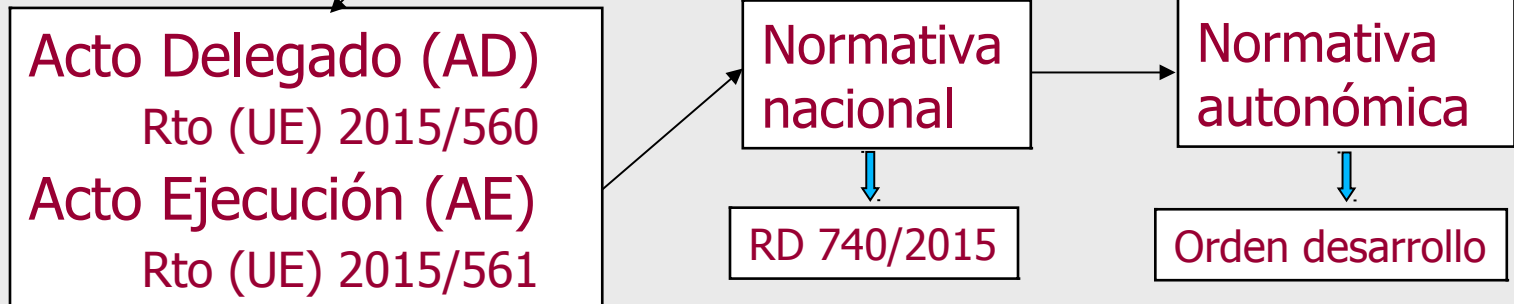 Acto Delegado (AD)
Rto (UE) 2015/560
Acto Ejecución (AE)
Rto (UE) 2015/561
Normativa
nacional
RD 740/2015
Normativa
autonómica
Orden desarrollo